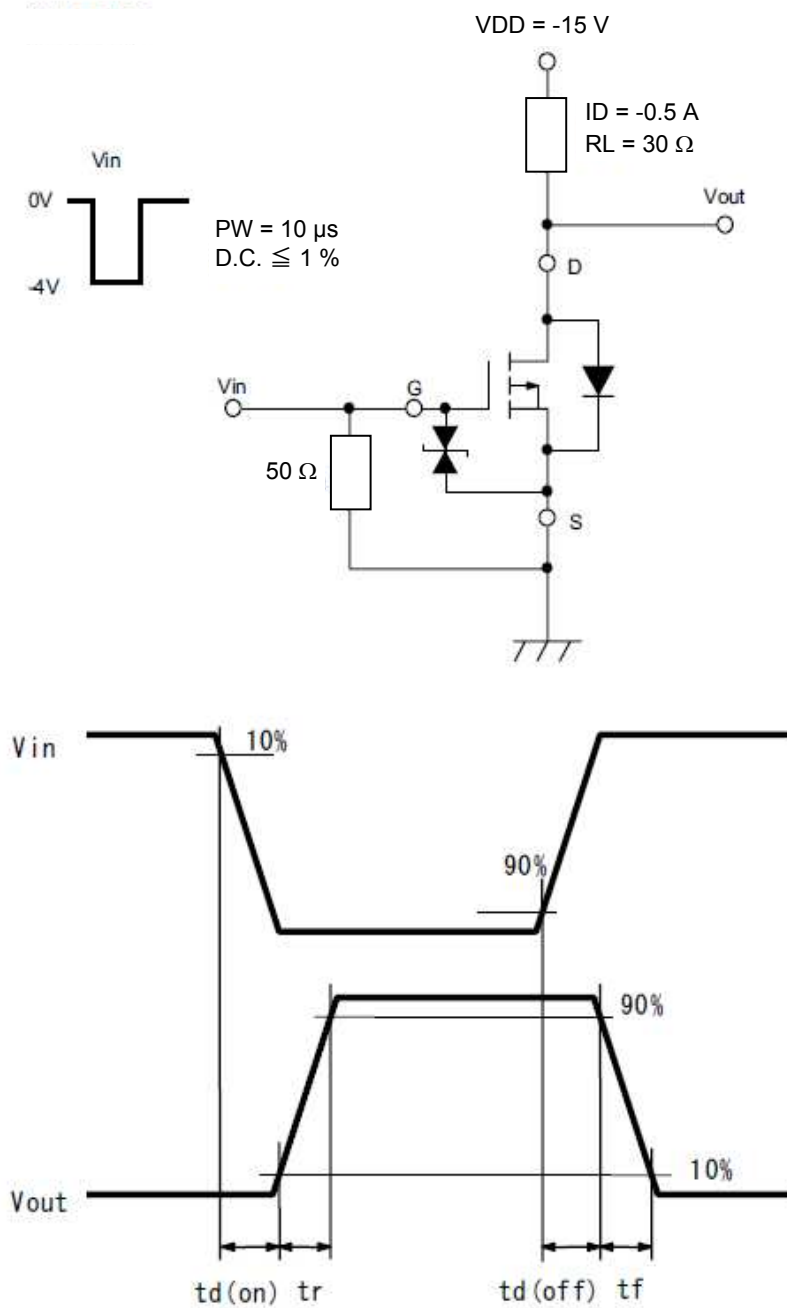 VDD = -15 V
ID = -0.5 A
RL = 30 Ω
Vin
0V
Vout
PW = 10 µs
D.C. ≦ 1 %
-4V
D
Vin
G
50 Ω
S
Vin
10%
90%
90%
10%
Vout
td(on) tr td(off) tf